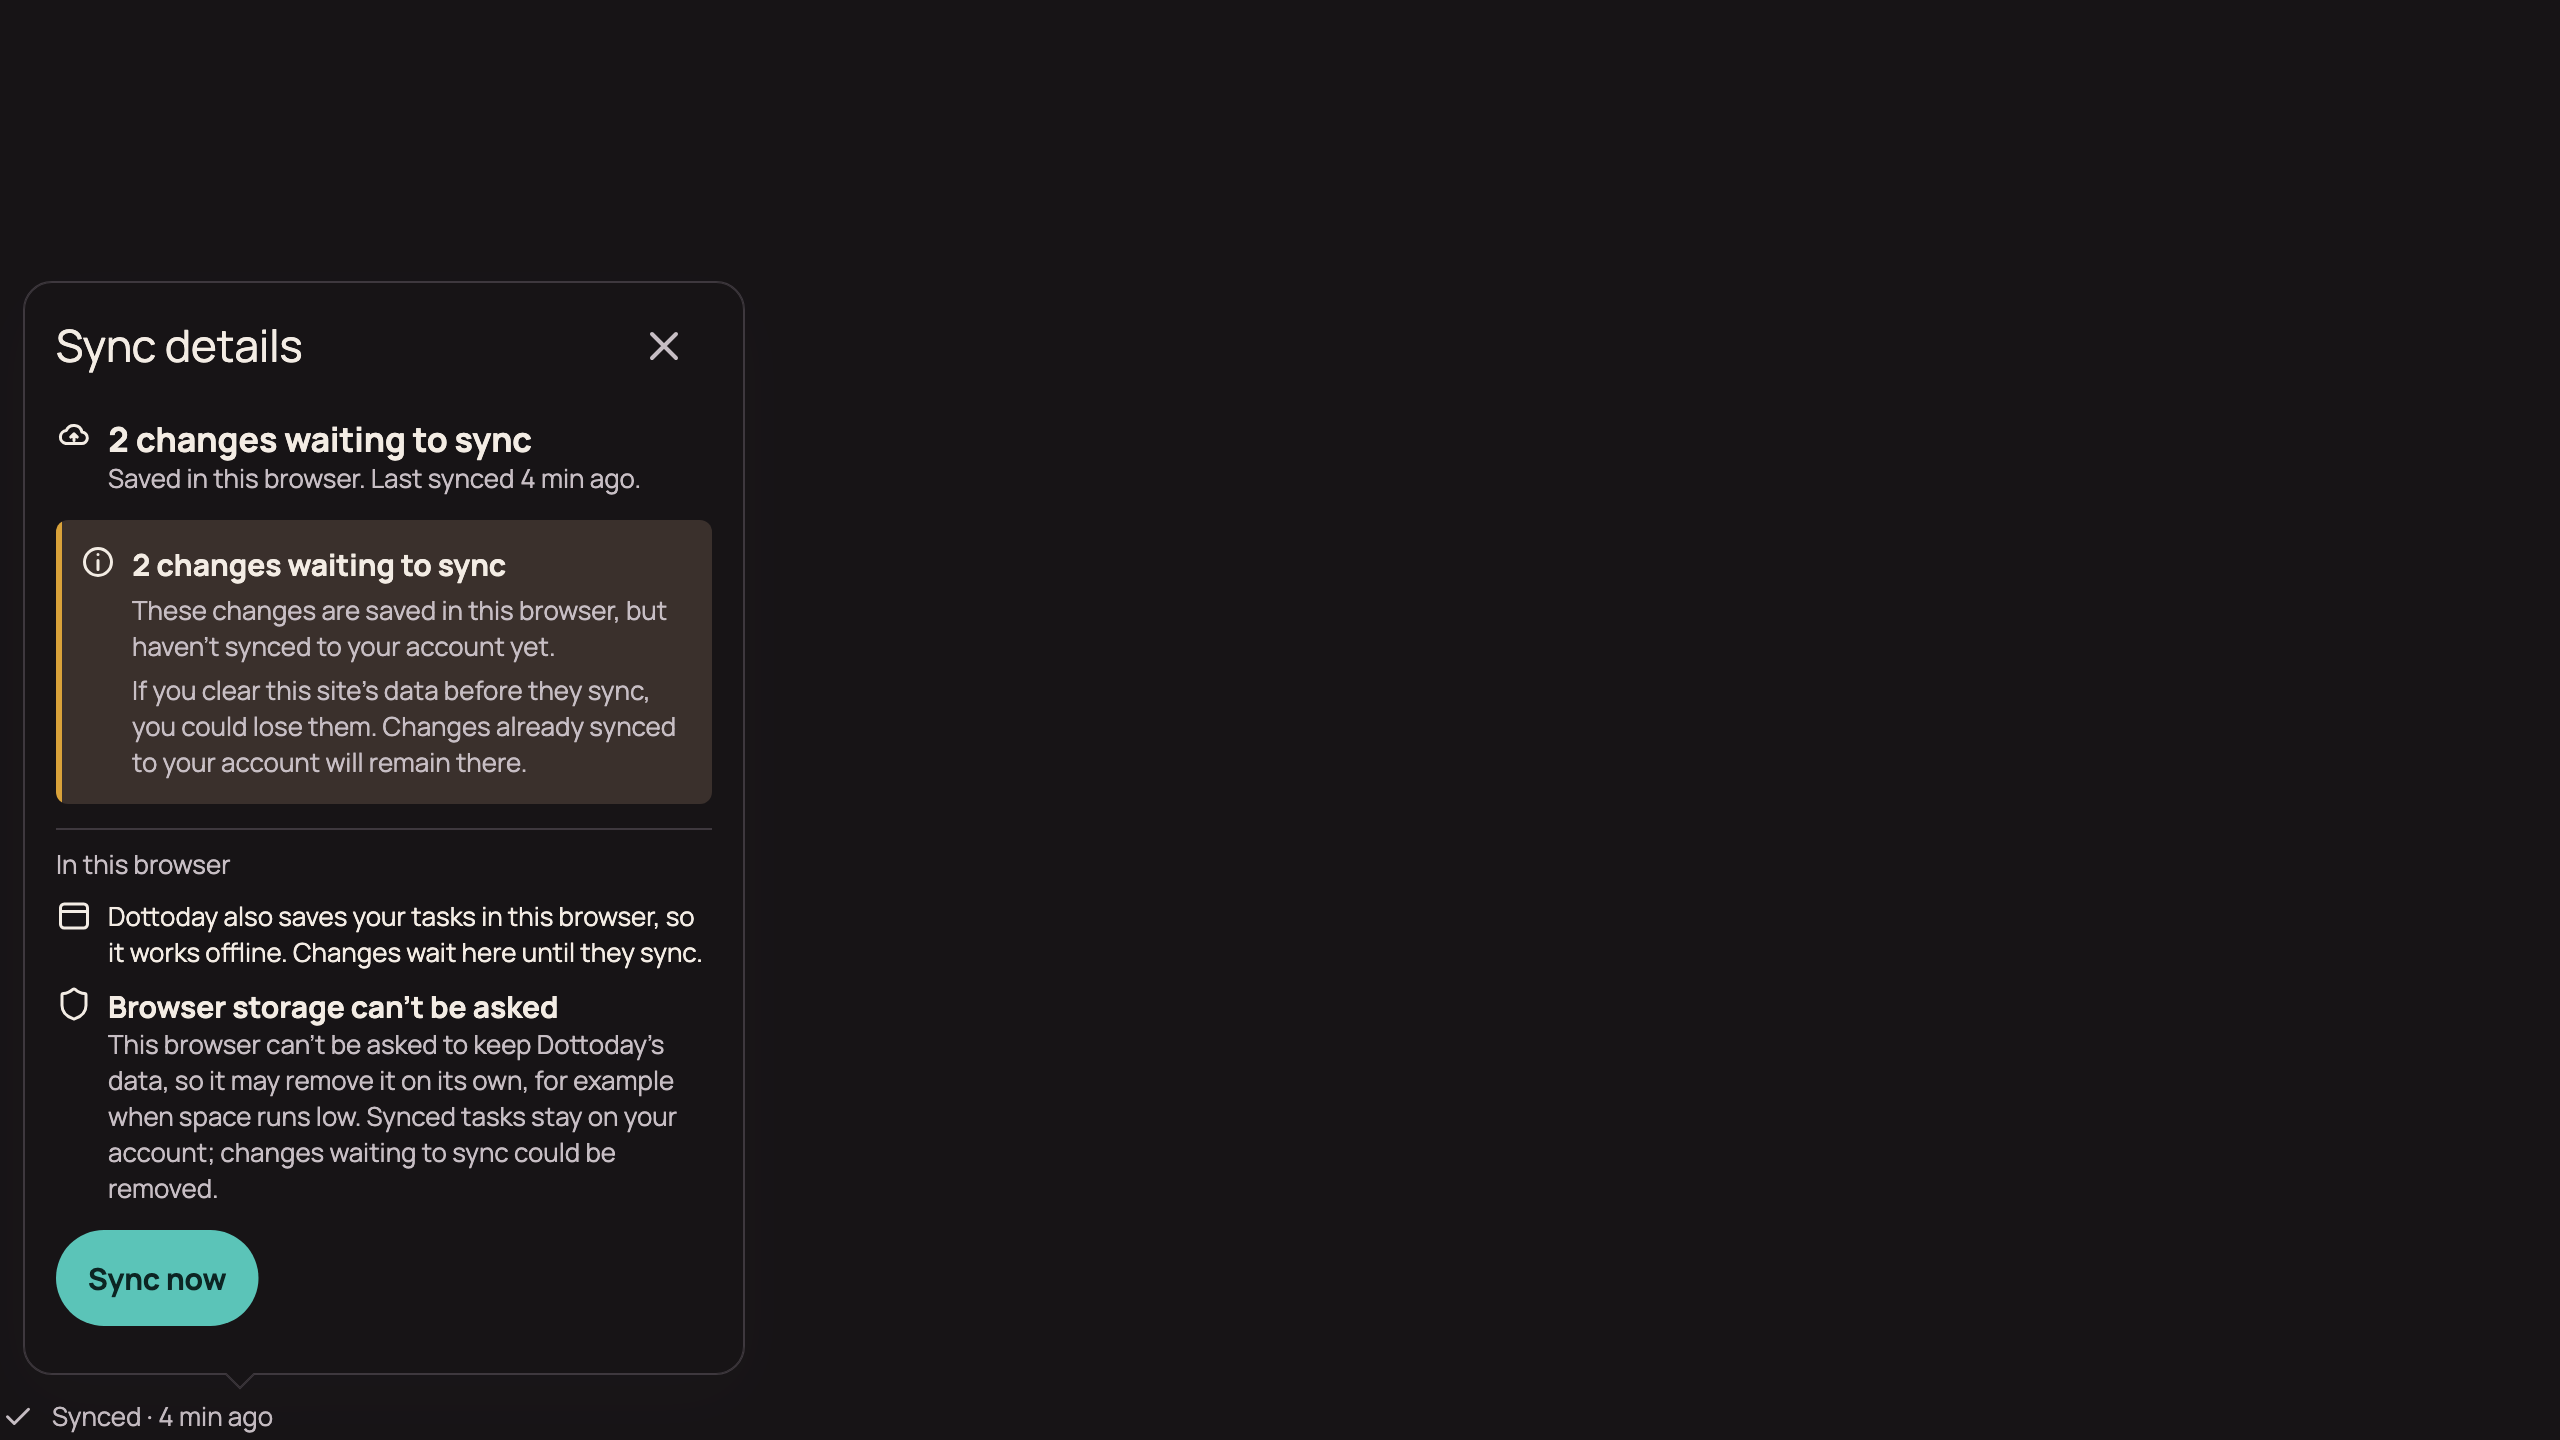 Sync details
2 changes waiting to sync
Saved in this browser. Last synced 4 min ago.
2 changes waiting to sync
These changes are saved in this browser, but
haven’t synced to your account yet.
If you clear this site’s data before they sync,
you could lose them. Changes already synced
to your account will remain there.
In this browser
Dottoday also saves your tasks in this browser, so
it works offline. Changes wait here until they sync.
Browser storage can’t be asked
This browser can’t be asked to keep Dottoday’s
data, so it may remove it on its own, for example
when space runs low. Synced tasks stay on your
account; changes waiting to sync could be
removed.
Sync now
Synced · 4 min ago